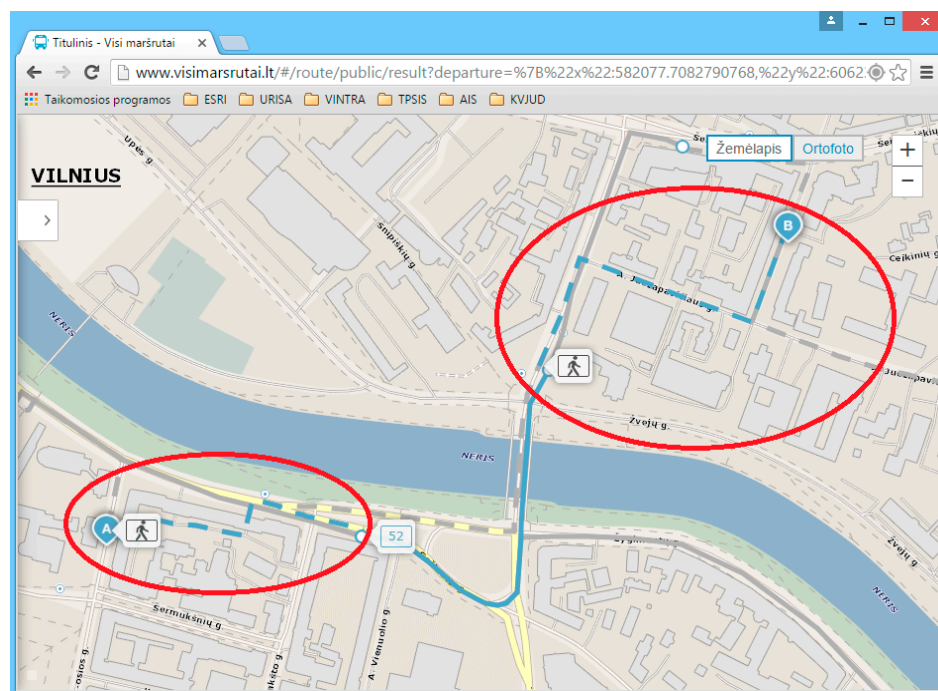 Titulinis - Visi maršrutai
www.visimarsrutai.lt/#/route/public/result?departure=%7B%22x%22:582077.7082790768,%22y%22:6062
Taikomosios programos ESRI URISA VINTRA TPSIS AIS KVJUD
Upės g.
Žemėlapis Ortofoto
+
VILNIUS
−
B
Snipiškių g.
Ceikinių g
A. Juozapavičiaus g.
NERIS
Žvejų g.
NERIS
A
52
Žvejų g
NERIS
Šermukšnių g.
A. Vienuolio g